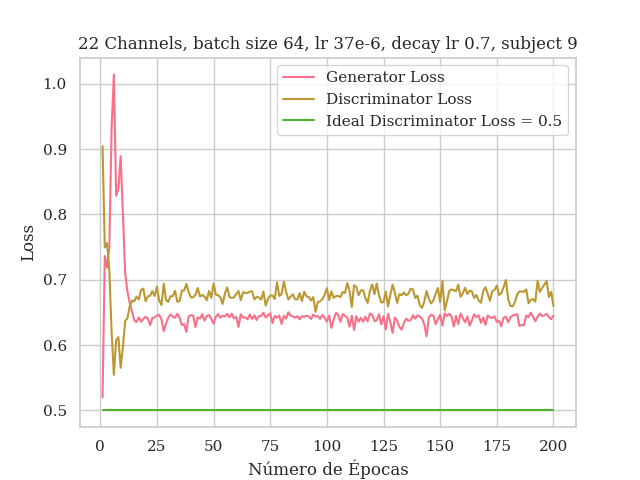 22 Channels, batch size 64, lr 37e-6, decay lr 0.7, subject 9
Generator Loss
Discriminator Loss
Ideal Discriminator Loss = 0.5
1.0
0.9
0.8
0.7
0.6
0.5
Loss
0 25 50 75 100 125 150 175 200
Número de Épocas